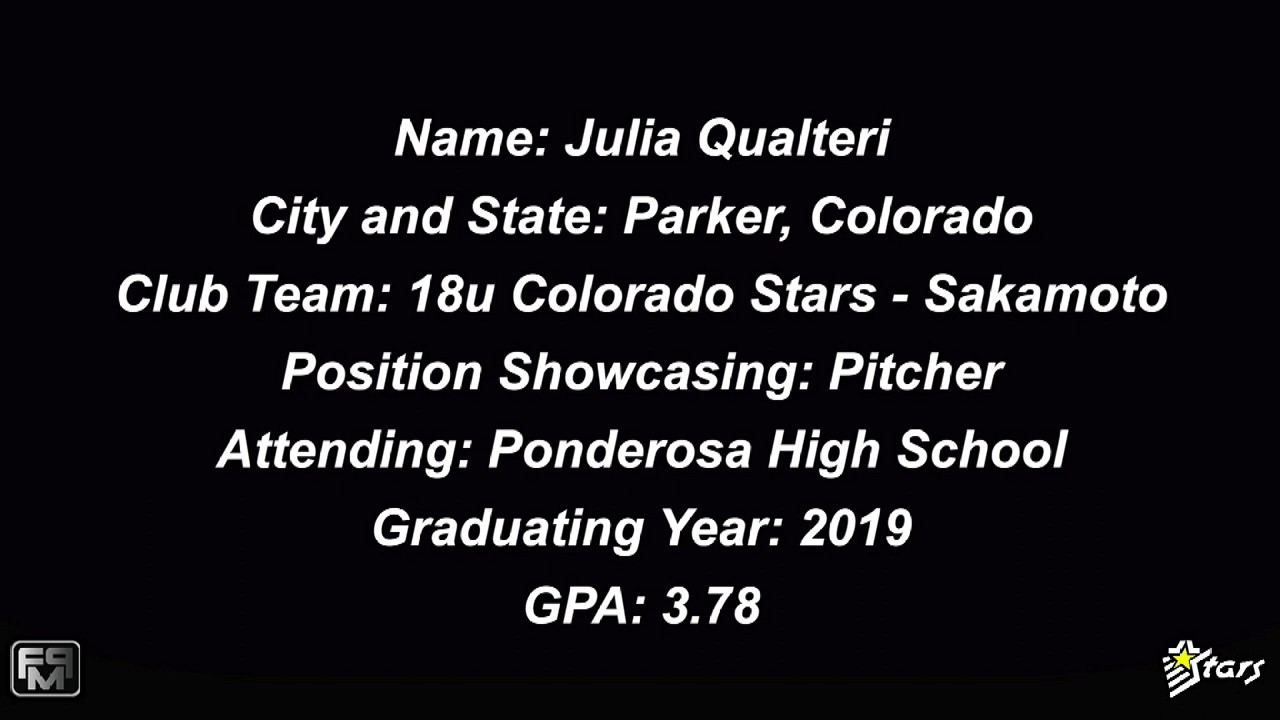 Name: Julia Qualteri
City and State: Parker, Colorado
Club Team: 18u Colorado Stars - Sakamoto
Position Showcasing: Pitcher
Attending: Ponderosa High School
Graduating Year: 2019
GPA: 3.78
FPM
Stars